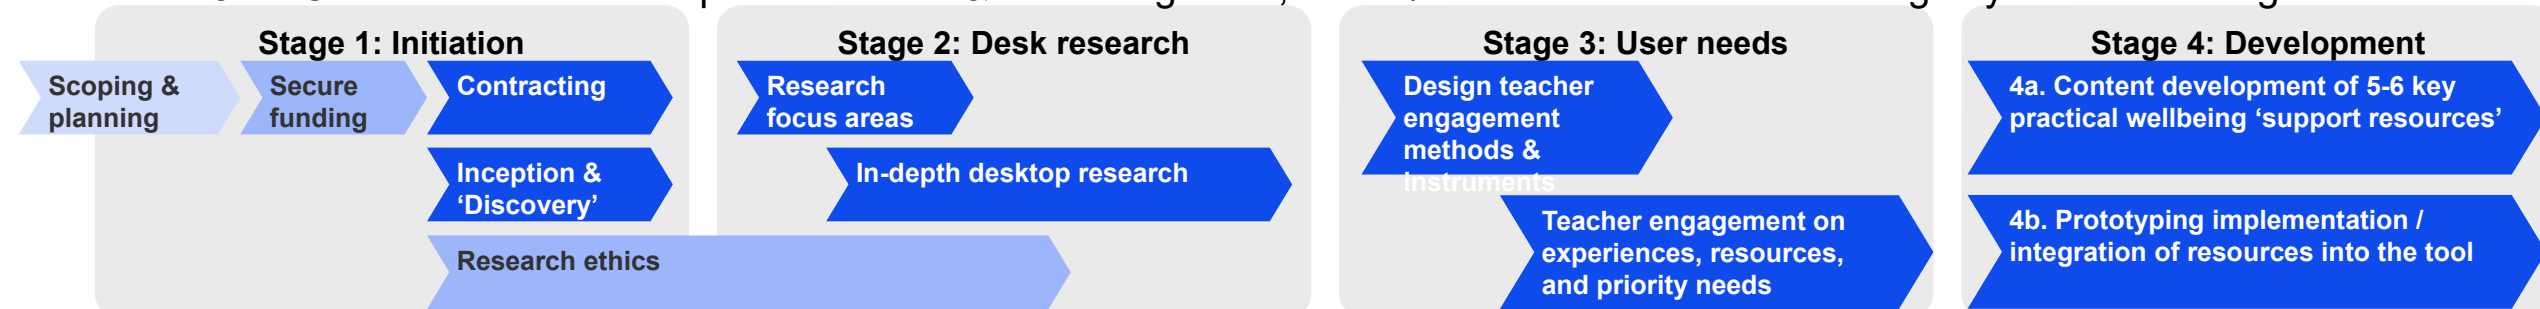 Stage 1: Initiation
Scoping &
planning
Secure
funding
Contracting
Inception &
‘Discovery’
Research ethics
Stage 2: Desk research
Research
focus areas
In-depth desktop research
Stage 3: User needs
Design teacher
engagement
methods &
instruments
Teacher engagement on
experiences, resources,
and priority needs
Stage 4: Development
4a. Content development of 5-6 key
practical wellbeing ‘support resources’
4b. Prototyping implementation /
integration of resources into the tool